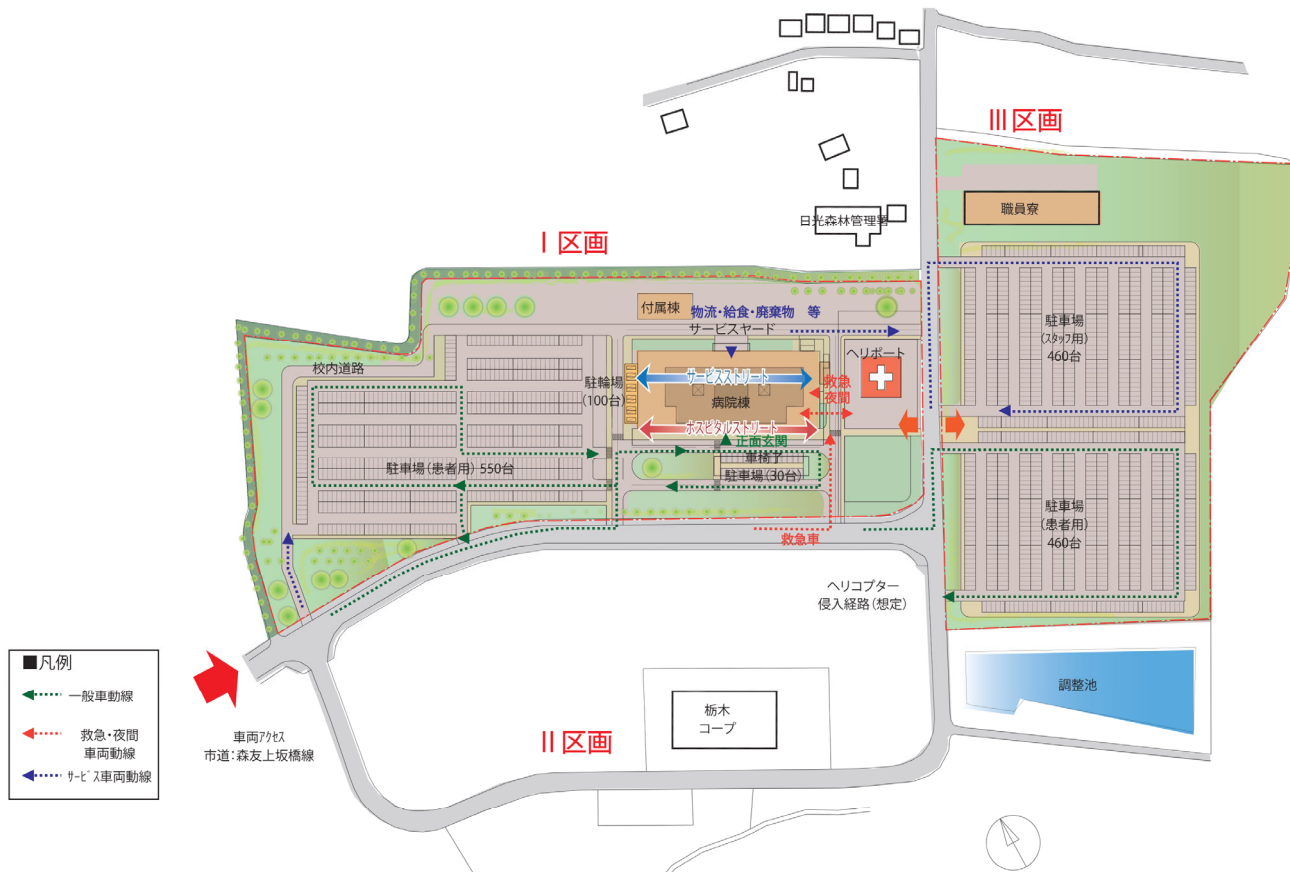 III区画
職員寮
日光森林管理署
I区画
付属棟
物流・給食・廃棄物 等
サービスヤード
校内道路
駐輪場
(100台)
サービスストリート
病院棟
ホスピタルストリート
救急
夜間
ヘリポート
駐車場
(スタッフ用)
460台
正面玄関
車椅子
駐車場(30台)
駐車場(患者用) 550台
救急車
駐車場
(患者用)
460台
ヘリコプター
侵入経路(想定)
■凡例
一般車動線
救急・夜間
車両動線
サービス車両動線
車両アクセス
市道:森友上坂橋線
II区画
栃木
コープ
調整池